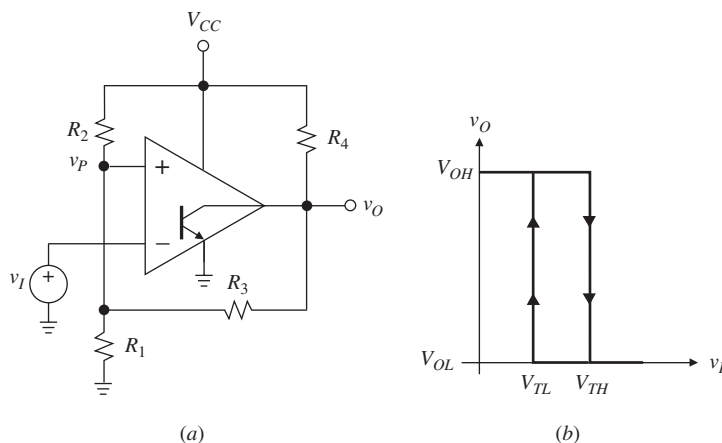 V_CC
R_2
R_4
v_P
+
v_O
−
v_I
+
R_3
R_1
(a)
v_O
V_OH
V_OL
V_TL
V_TH
v_I
(b)